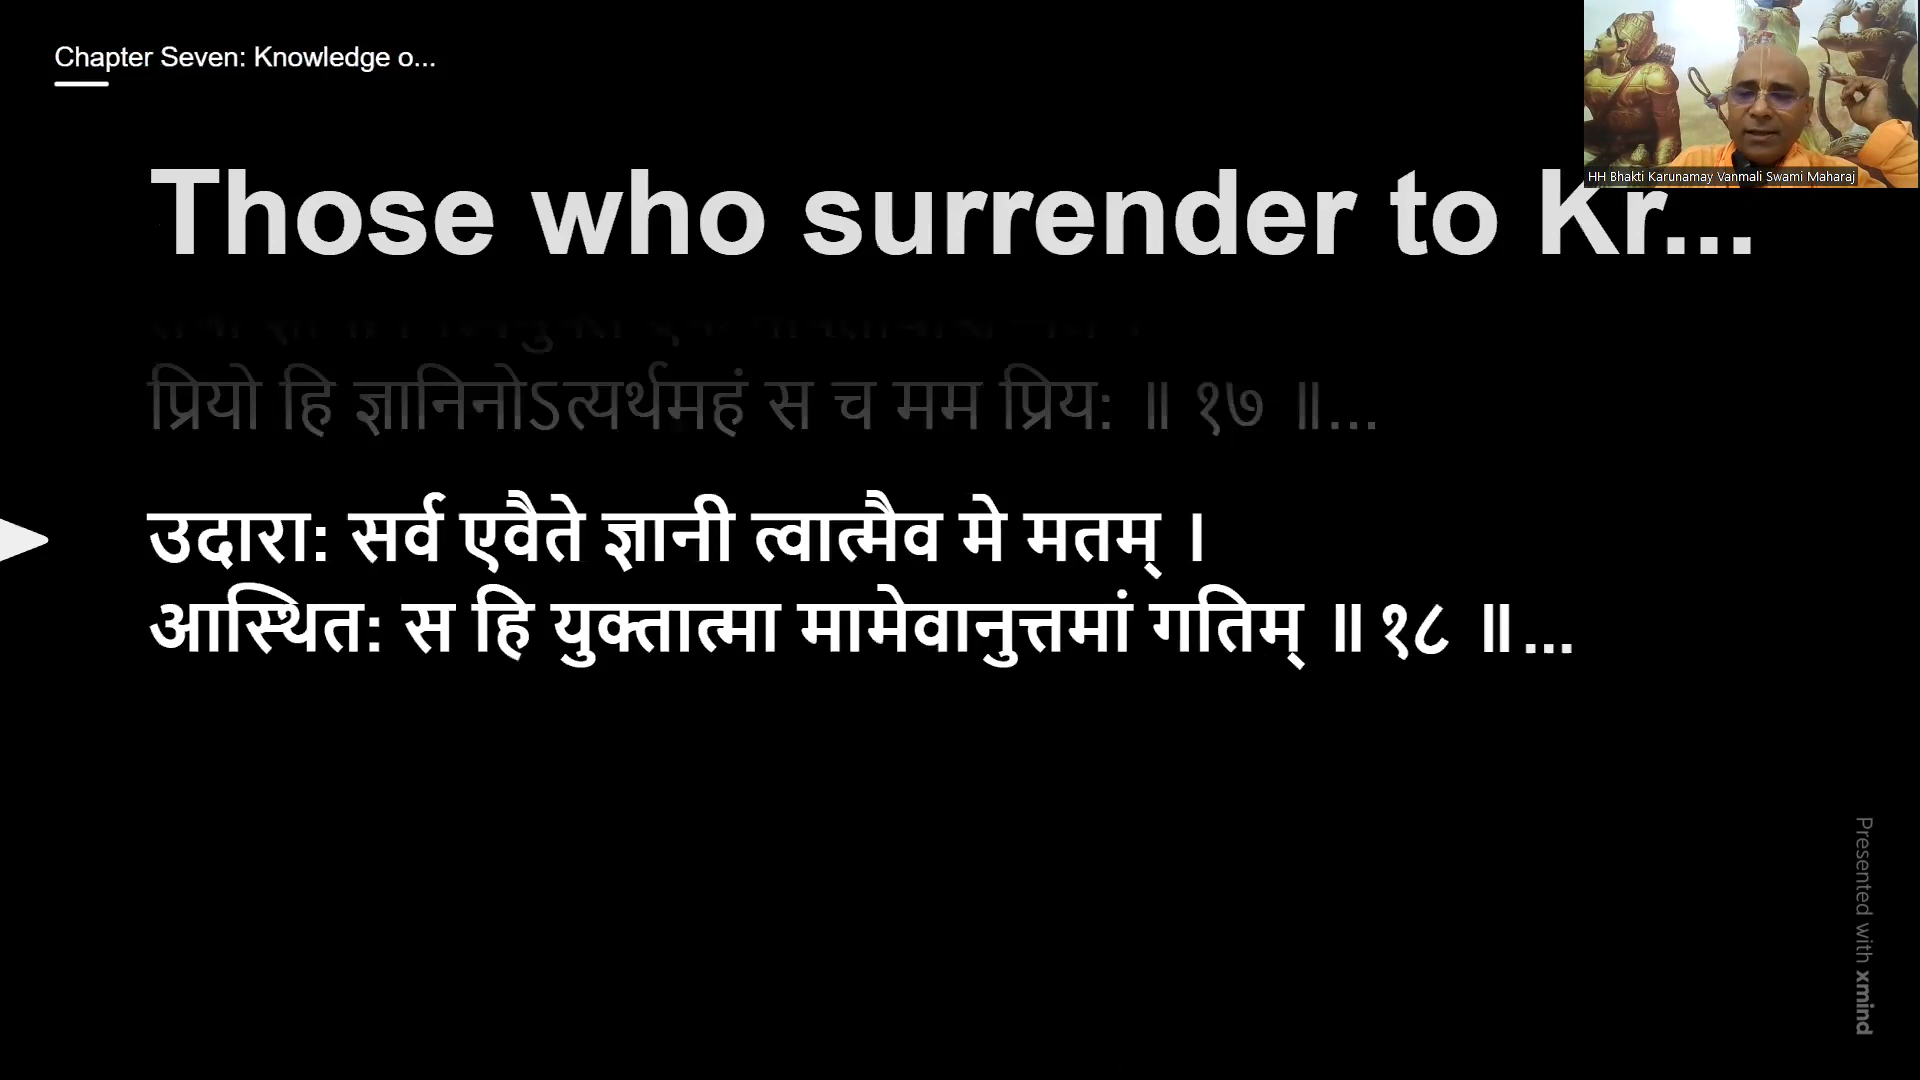 Chapter Seven: Knowledge o...
HH Bhakti Karunamay Vanmali Swami Maharaj
Those who surrender to Kr...
प्रियो हि ज्ञानिनोऽत्यर्थमहं स च मम प्रिय: ॥ १७ ॥...
उदारा: सर्व एवैते ज्ञानी त्वात्मैव मे मतम् ।
आस्थित: स हि युक्तात्मा मामेवानुत्तमां गतिम् ॥ १८ ॥...
Presented with xmind